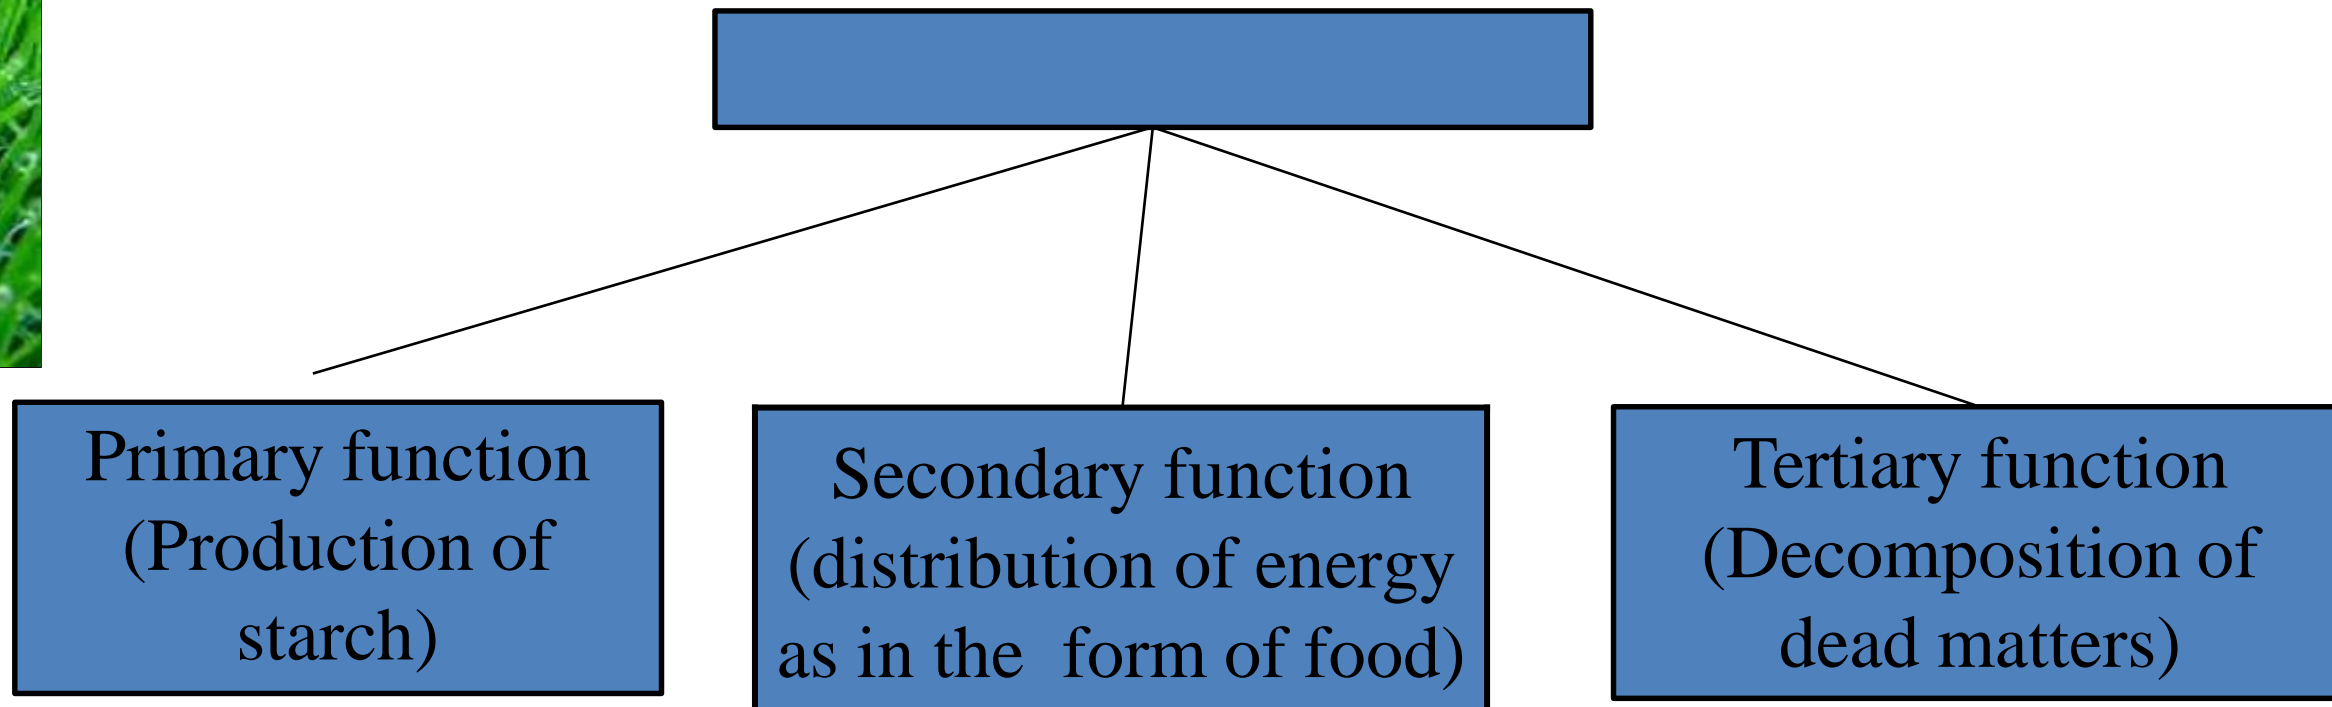 Primary function
(Production of
starch)
Secondary function
(distribution of energy
as in the form of food)
Tertiary function
(Decomposition of
dead matters)